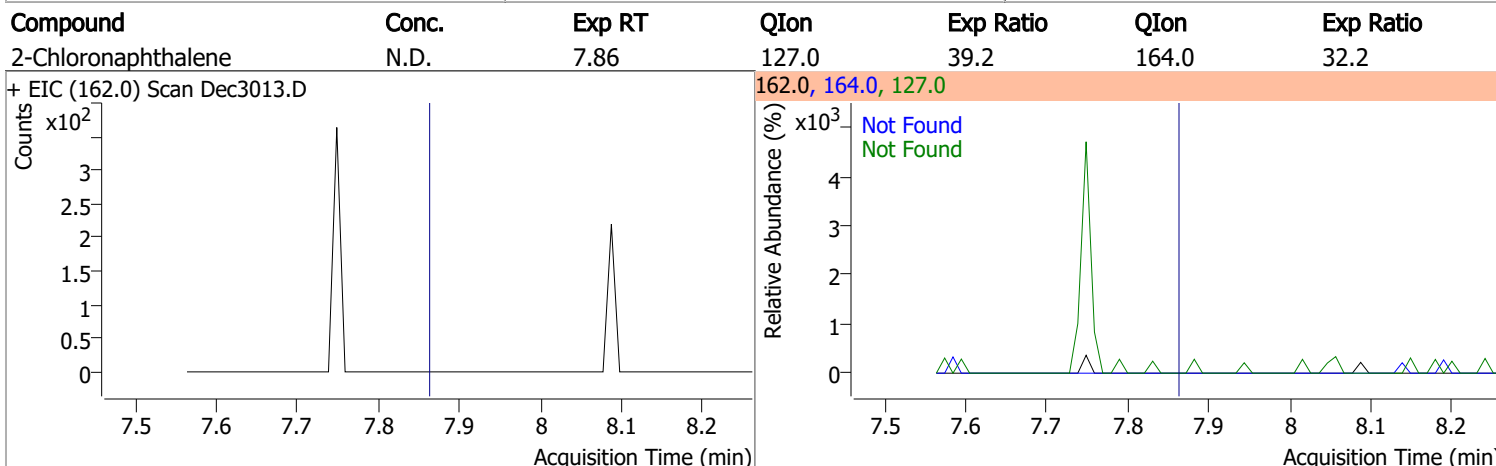 Compound Conc. Exp RT QIon Exp Ratio QIon Exp Ratio
2-Chloronaphthalene N.D. 7.86 127.0 39.2 164.0 32.2
+ EIC (162.0) Scan Dec3013.D
Counts
x10²
3
2.5
2
1.5
1
0.5
0
7.5 7.6 7.7 7.8 7.9 8 8.1 8.2
Acquisition Time (min)
162.0, 164.0, 127.0
Relative Abundance (%)
x10³
Not Found
Not Found
4
3
2
1
0
7.5 7.6 7.7 7.8 7.9 8 8.1 8.2
Acquisition Time (min)